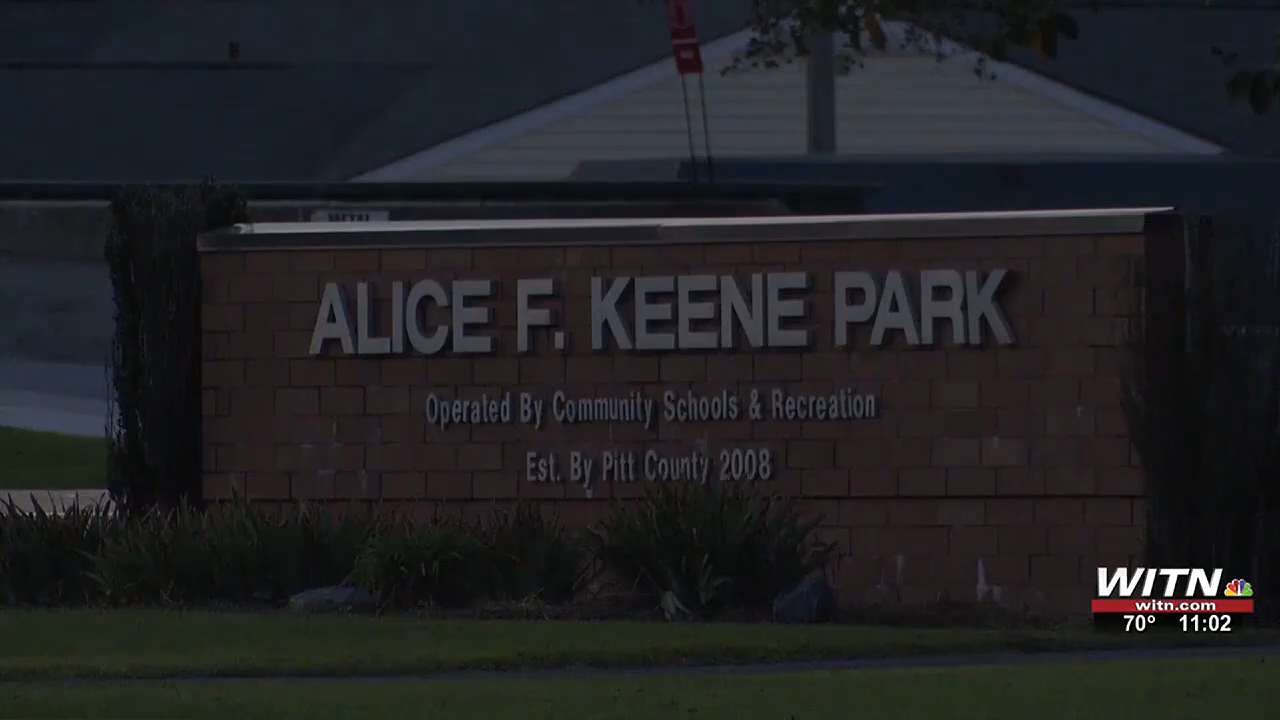 METAL
ALICE F. KEENE PARK
Operated By Community Schools & Recreation
Est. By Pitt County 2008
WITN
witn.com
70° 11:02